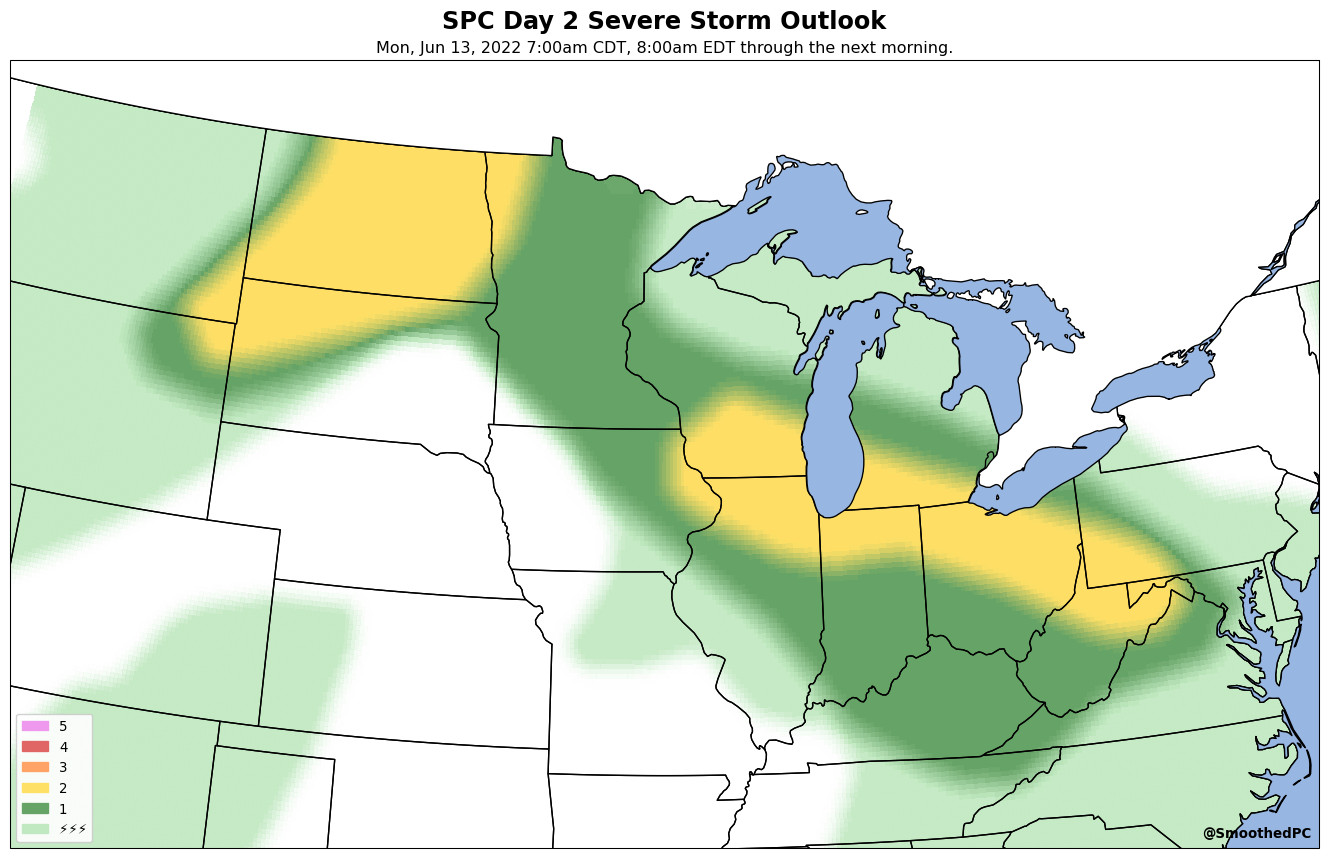 SPC Day 2 Severe Storm Outlook
Mon, Jun 13, 2022 7:00am CDT, 8:00am EDT through the next morning.
5
4
3
2
1
⚡⚡⚡
@SmoothedPC